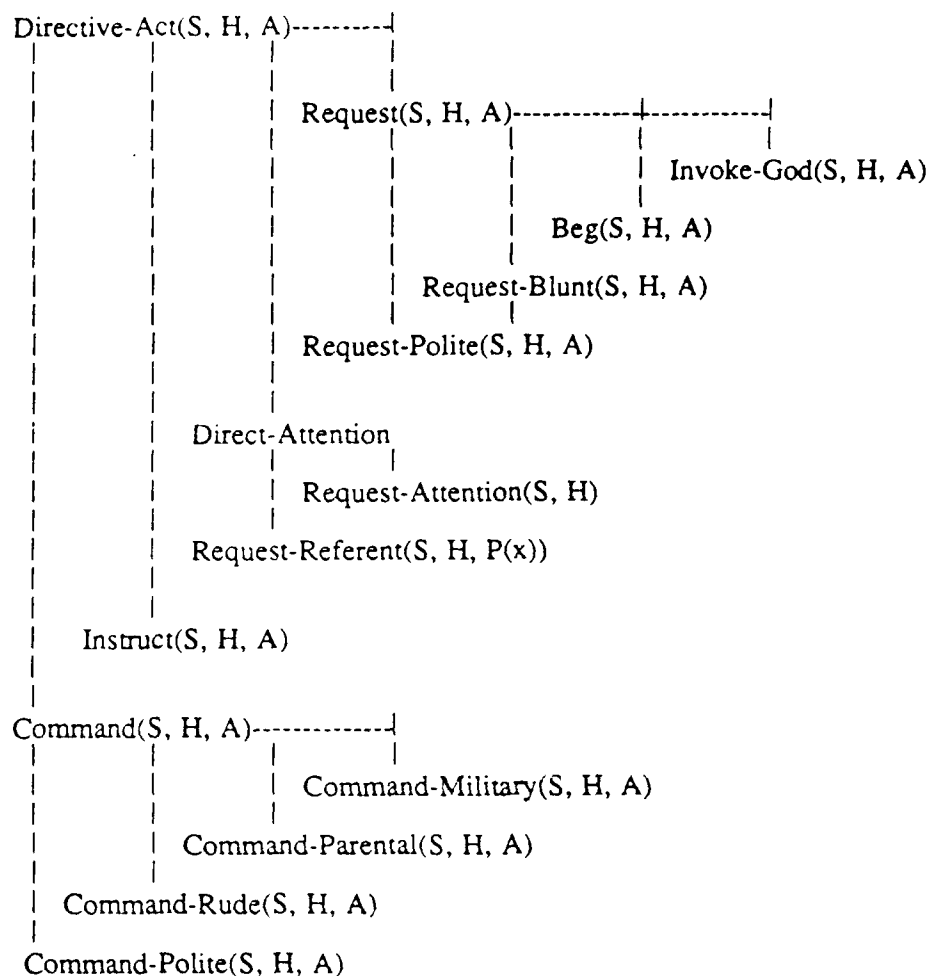 Directive-Act(S, H, A)
Request(S, H, A)
Invoke-God(S, H, A)
Beg(S, H, A)
Request-Blunt(S, H, A)
Request-Polite(S, H, A)
Direct-Attention
Request-Attention(S, H)
Request-Referent(S, H, P(x))
Instruct(S, H, A)
Command(S, H, A)
Command-Military(S, H, A)
Command-Parental(S, H, A)
Command-Rude(S, H, A)
Command-Polite(S, H, A)